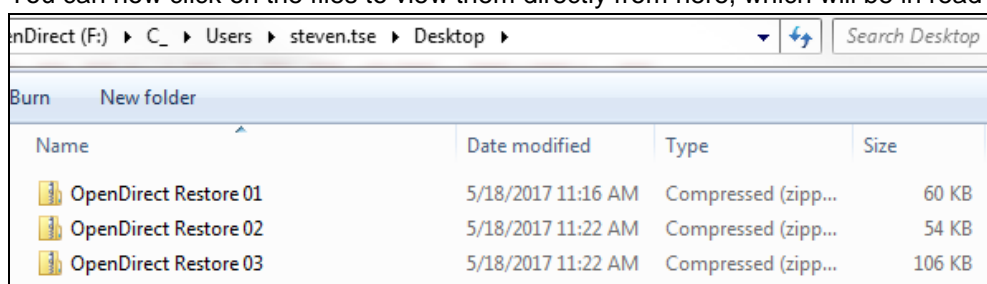 You can now click on the files to view them directly from here, which will be in read
enDirect (F:) ▸ C_ ▸ Users ▸ steven.tse ▸ Desktop ▸ Search Desktop
Burn New folder
Name Date modified Type Size
OpenDirect Restore 01 5/18/2017 11:16 AM Compressed (zipp... 60 KB
OpenDirect Restore 02 5/18/2017 11:22 AM Compressed (zipp... 54 KB
OpenDirect Restore 03 5/18/2017 11:22 AM Compressed (zipp... 106 KB